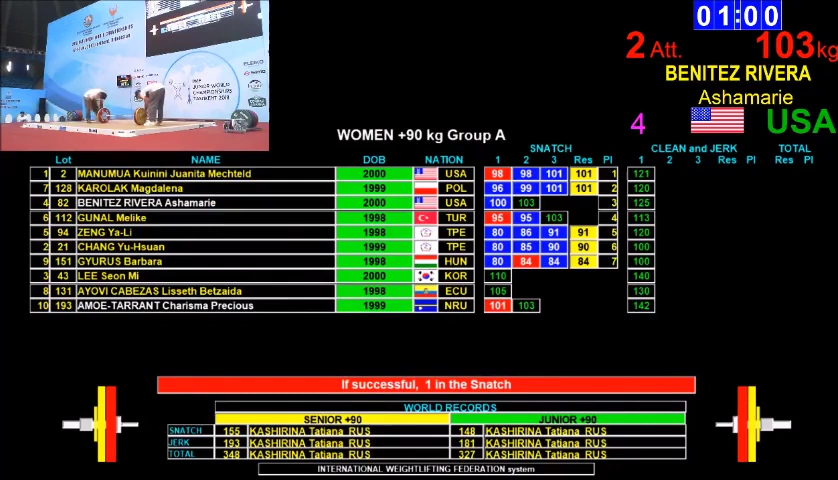 01:00
2 Att. 103kg
BENITEZ RIVERA
Ashamarie
4 USA
JUNIOR WORLD
CHAMPIONSHIPS
TASHKENT 2018
WOMEN +90 kg Group A
SNATCH CLEAN and JERK TOTAL
Lot NAME DOB NATION 1 2 3 Res Pl 1 2 3 Res Pl Res Pl
1 2 MANUMUA Kuinini Juanita Mechteld 2000 USA 98 98 101 101 1 121
7 128 KAROLAK Magdalena 1999 POL 96 99 101 101 2 120
4 82 BENITEZ RIVERA Ashamarie 2000 USA 100 103 3 125
6 112 GUNAL Melike 1998 TUR 95 95 103 4 113
5 94 ZENG Ya-Li 1998 TPE 80 86 91 91 5 120
2 21 CHANG Yu-Hsuan 1999 TPE 80 85 90 90 6 100
9 151 GYURUS Barbara 1998 HUN 80 84 84 84 7 100
3 43 LEE Seon Mi 2000 KOR 110 140
8 131 AYOVI CABEZAS Lisseth Betzaida 1998 ECU 105 130
10 193 AMOE-TARRANT Charisma Precious 1999 NRU 101 103 142
If successful, 1 in the Snatch
WORLD RECORDS
SENIOR +90 JUNIOR +90
SNATCH 155 KASHIRINA Tatiana RUS 148 KASHIRINA Tatiana RUS
JERK 193 KASHIRINA Tatiana RUS 181 KASHIRINA Tatiana RUS
TOTAL 348 KASHIRINA Tatiana RUS 327 KASHIRINA Tatiana RUS
INTERNATIONAL WEIGHTLIFTING FEDERATION system